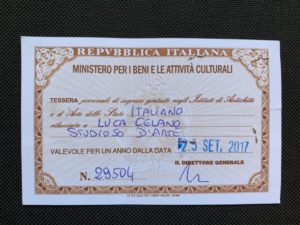 REPVBBLICA ITALIANA
MINISTERO PER I BENI E LE ATTIVITÀ CULTURALI
TESSERA personale di ingresso gratuito negli Istituti di Antichità
e d'Arte dello Stato ITALIANO
rilasciata a LUCA CELANO
STUDIOSO D'ARTE
VALEVOLE PER UN ANNO DALLA DATA 25 SET. 2017
IL DIRETTORE GENERALE
N. 29504